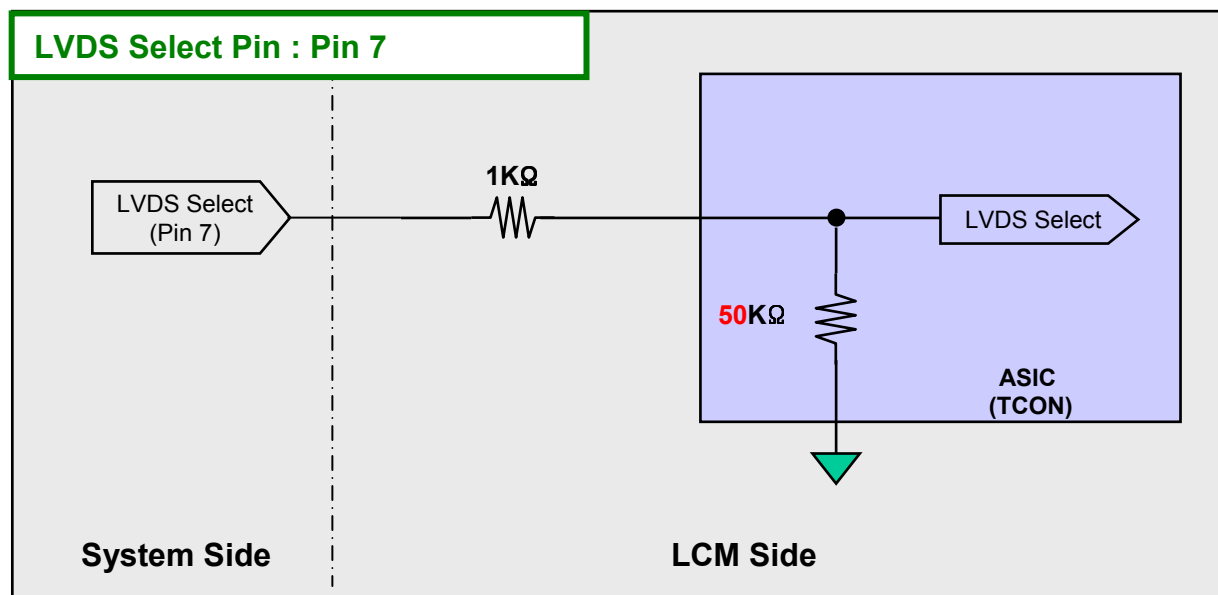 LVDS Select Pin : Pin 7
1KΩ
LVDS Select
(Pin 7)
LVDS Select
50KΩ
ASIC
(TCON)
System Side
LCM Side